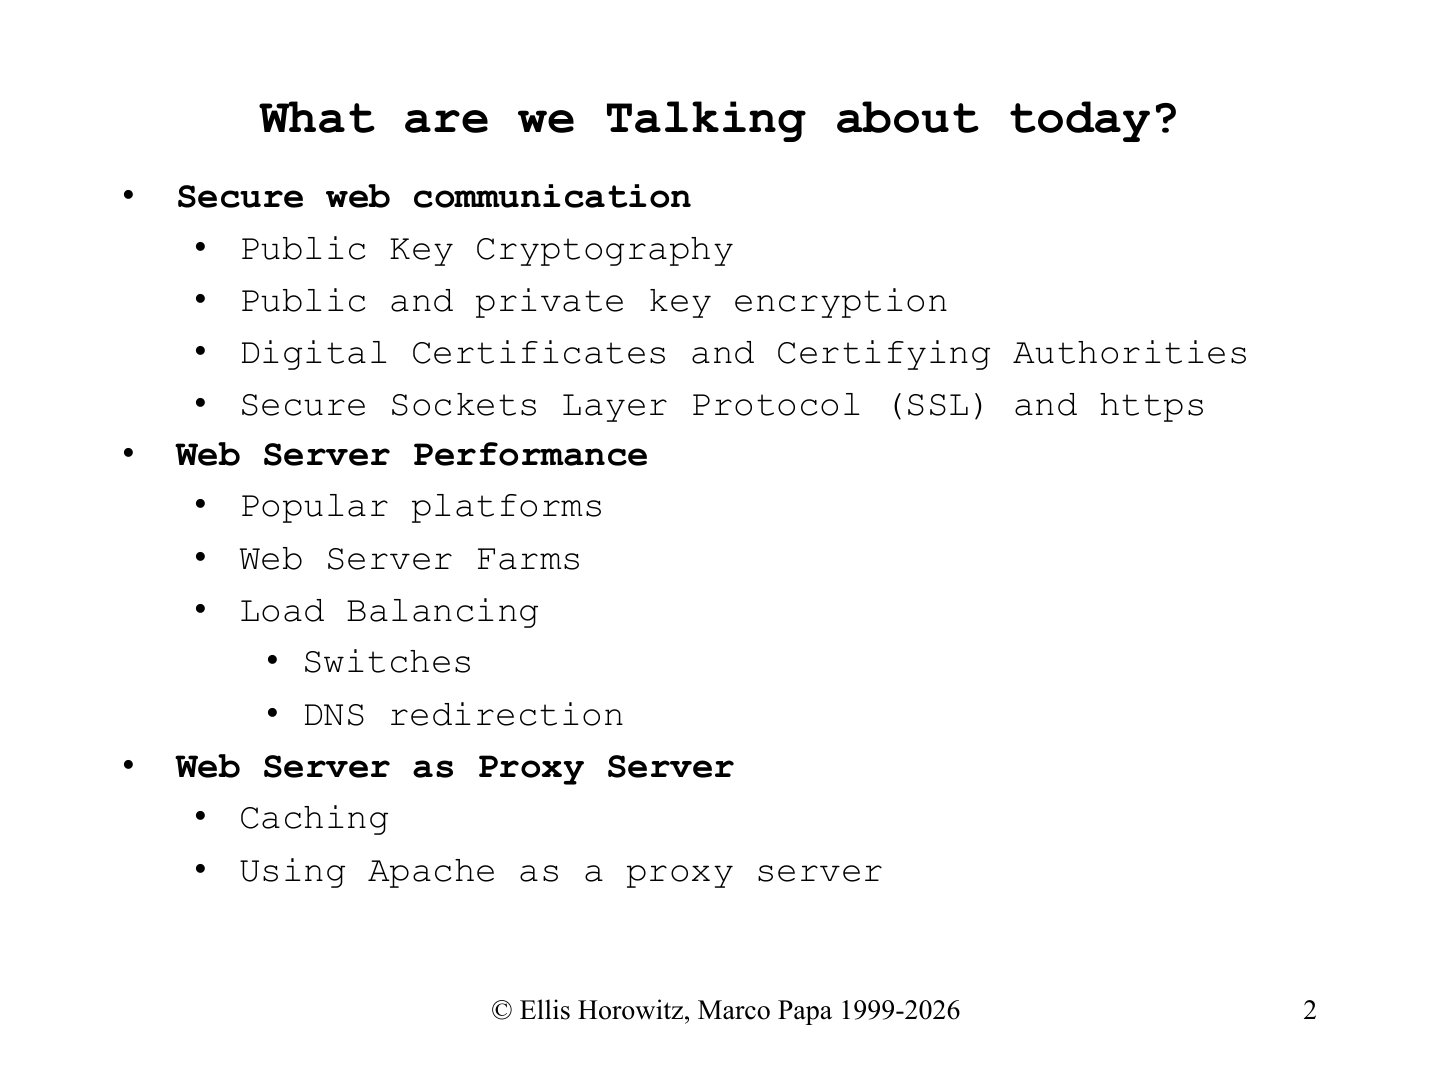 What are we Talking about today?
• Secure web communication
• Public Key Cryptography
• Public and private key encryption
• Digital Certificates and Certifying Authorities
• Secure Sockets Layer Protocol (SSL) and https
• Web Server Performance
• Popular platforms
• Web Server Farms
• Load Balancing
• Switches
• DNS redirection
• Web Server as Proxy Server
• Caching
• Using Apache as a proxy server
© Ellis Horowitz, Marco Papa 1999-2026
2